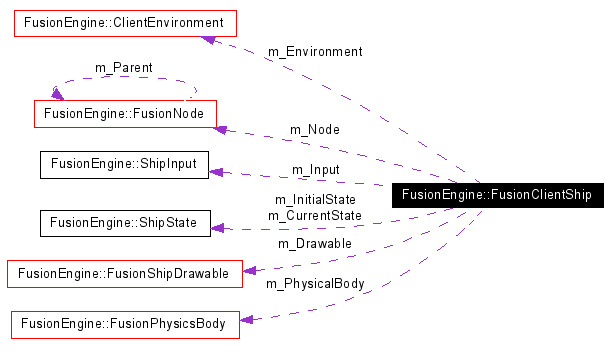 FusionEngine::ClientEnvironment
m_Environment
m_Parent
FusionEngine::FusionNode
m_Node
FusionEngine::ShipInput
m_Input
FusionEngine::FusionClientShip
m_InitialState
m_CurrentState
FusionEngine::ShipState
m_Drawable
FusionEngine::FusionShipDrawable
m_PhysicalBody
FusionEngine::FusionPhysicsBody